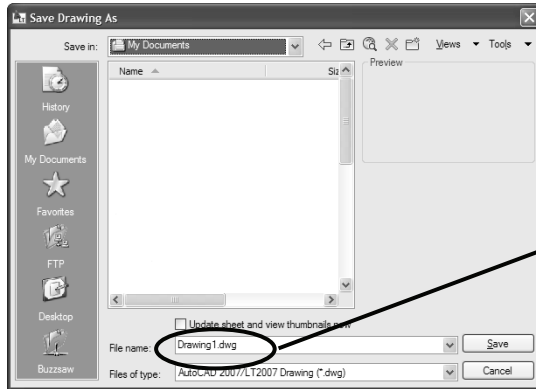 Save Drawing As
Save in: My Documents Views Tools
Name Siz Preview
History
My Documents
Favorites
FTP
Desktop
Buzzsaw
Update sheet and view thumbnails now
File name: Drawing1.dwg Save
Files of type: AutoCAD 2007/LT2007 Drawing (*.dwg) Cancel